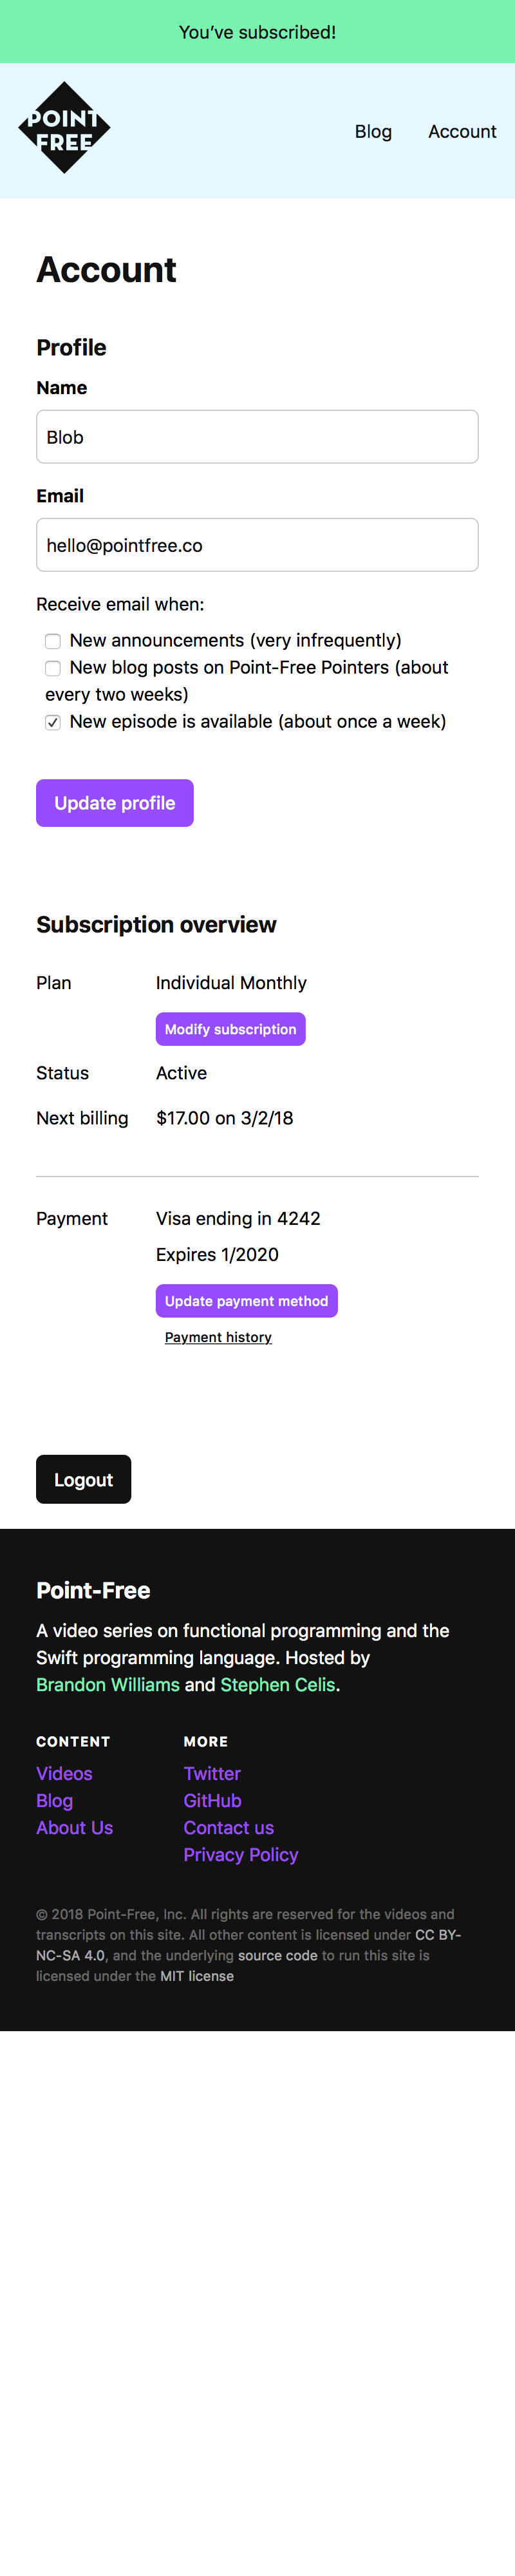 You’ve subscribed!
POINT
FREE
Blog
Account
Account
Profile
Name
Blob
Email
hello@pointfree.co
Receive email when:
New announcements (very infrequently)
New blog posts on Point-Free Pointers (about
every two weeks)
New episode is available (about once a week)
Update profile
Subscription overview
Plan
Individual Monthly
Modify subscription
Status
Active
Next billing
$17.00 on 3/2/18
Payment
Visa ending in 4242
Expires 1/2020
Update payment method
Payment history
Logout
Point-Free
A video series on functional programming and the
Swift programming language. Hosted by
Brandon Williams and Stephen Celis.
CONTENT
Videos
Blog
About Us
MORE
Twitter
GitHub
Contact us
Privacy Policy
© 2018 Point-Free, Inc. All rights are reserved for the videos and
transcripts on this site. All other content is licensed under CC BY-
NC-SA 4.0, and the underlying source code to run this site is
licensed under the MIT license